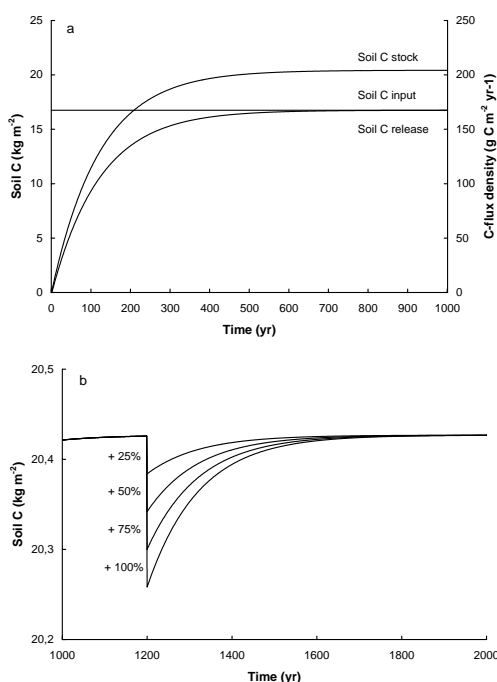 a
25
20
15
10
5
0
Soil C (kg m-2)
250
200
150
100
50
0
C-flux density (g C m-2 yr-1)
Soil C stock
Soil C input
Soil C release
0 100 200 300 400 500 600 700 800 900 1000
Time (yr)
b
20,5
20,4
20,3
20,2
Soil C (kg m-2)
+ 25%
+ 50%
+ 75%
+ 100%
1000 1200 1400 1600 1800 2000
Time (yr)